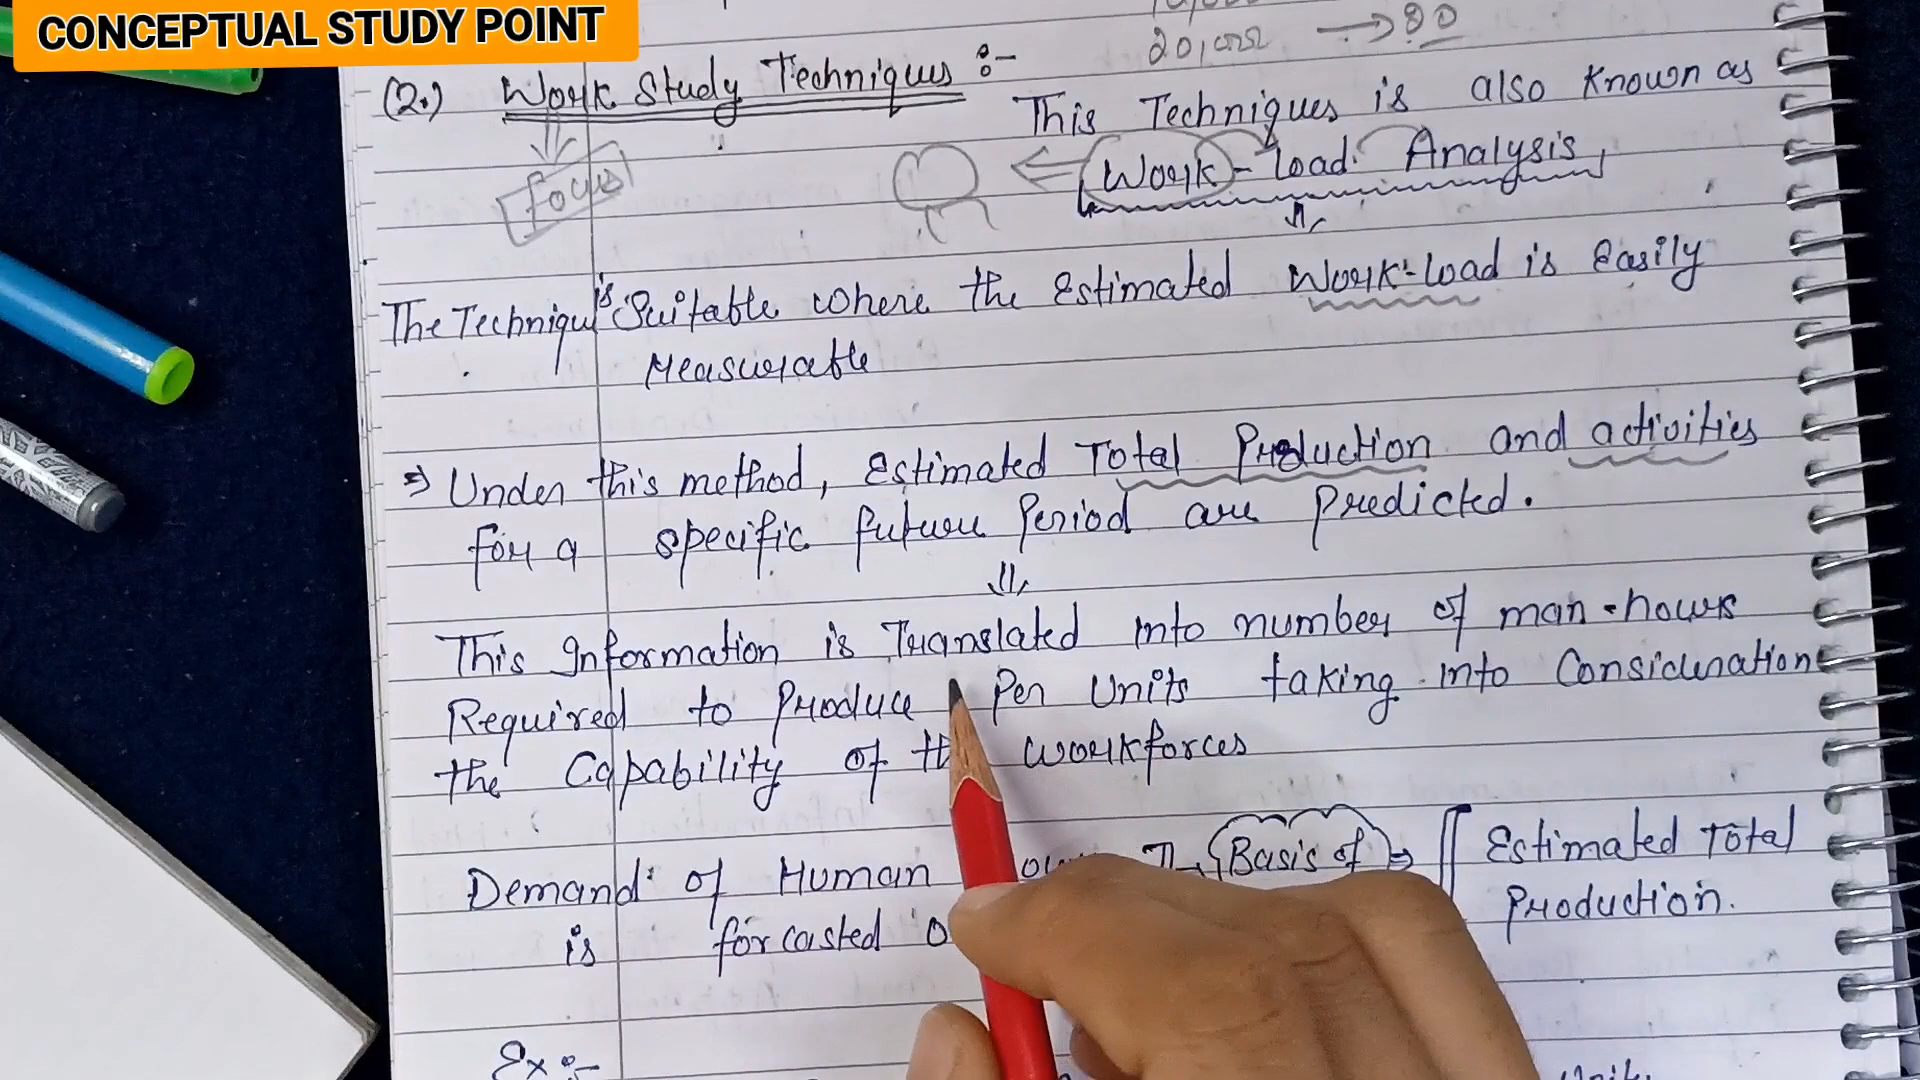 CONCEPTUAL STUDY POINT
20,000 → 80
(2.) Work Study Techniques :-
This Techniques is also known as
Work-load Analysis
focus
The Techniqu is Suitable where the Estimated Work-load is Easily
Measurable
⇒ Under this method, Estimated Total Production and activities
for a specific future Period are Predicted.
This Information is Translated into number of man-hours
Required to Produce Per Units taking into Consideration
the Capability of the workforces
Demand of Human Basis of ⇒ Estimated Total
is forcasted Production.
Ex :-